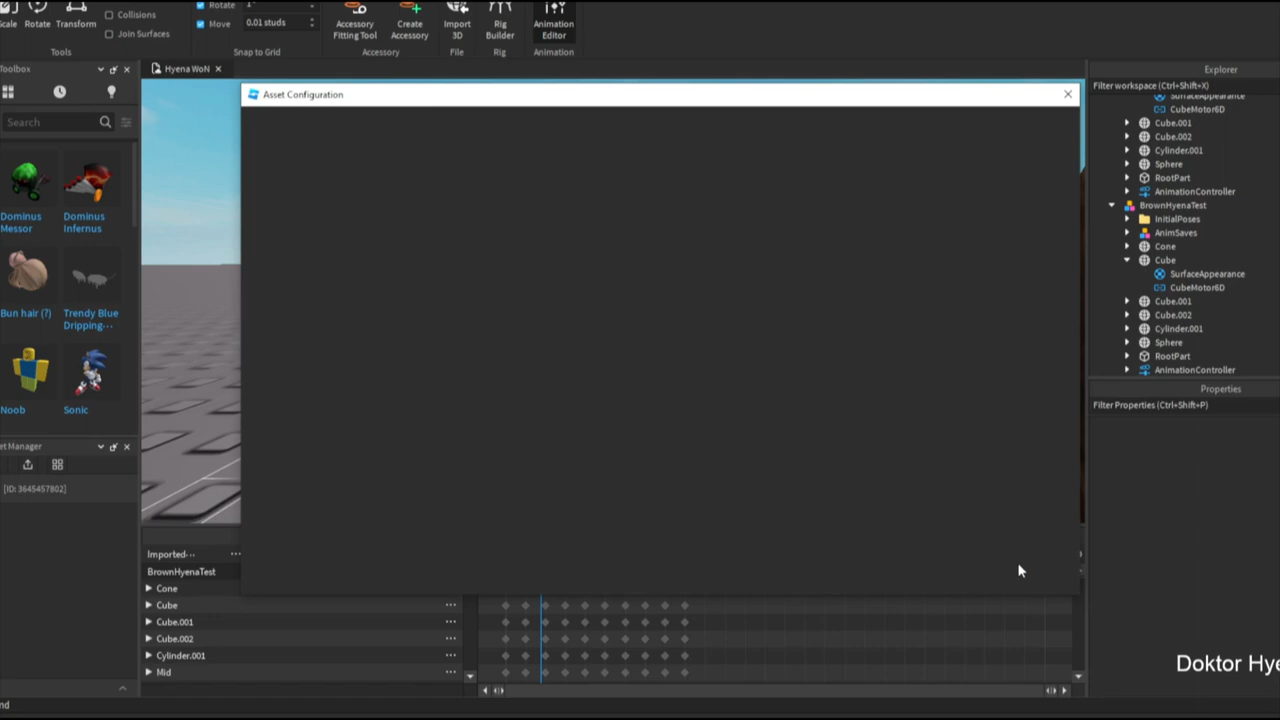 Scale Rotate Transform
Collisions
Join Surfaces
Tools
Rotate 1°
Move 0.01 studs
Snap to Grid
Accessory Fitting Tool
Create Accessory
Accessory
Import 3D
File
Rig Builder
Rig
Animation Editor
Animation
Toolbox
Hyena WoN
Asset Configuration
Explorer
Search
Filter workspace (Ctrl+Shift+X)
SurfaceAppearance
CubeMotor6D
Cube.001
Cube.002
Cylinder.001
Sphere
RootPart
AnimationController
BrownHyenaTest
InitialPoses
AnimSaves
Cone
Cube
SurfaceAppearance
CubeMotor6D
Cube.001
Cube.002
Cylinder.001
Sphere
RootPart
AnimationController
Properties
Filter Properties (Ctrl+Shift+P)
Dominus Messor
Dominus Infernus
Bun hair (?)
Trendy Blue Dripping···
Noob
Sonic
et Manager
[ID: 3645457802]
Imported···
BrownHyenaTest
Cone
Cube
Cube.001
Cube.002
Cylinder.001
Mid
Doktor Hye
nd